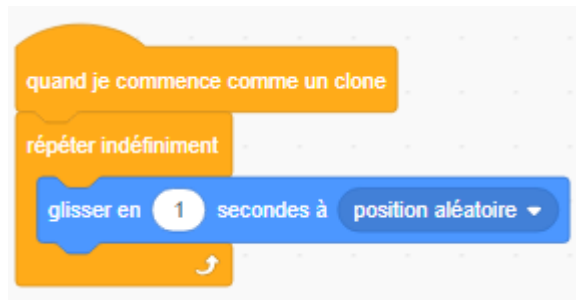 quand je commence comme un clone
répéter indéfiniment
glisser en 1 secondes à position aléatoire